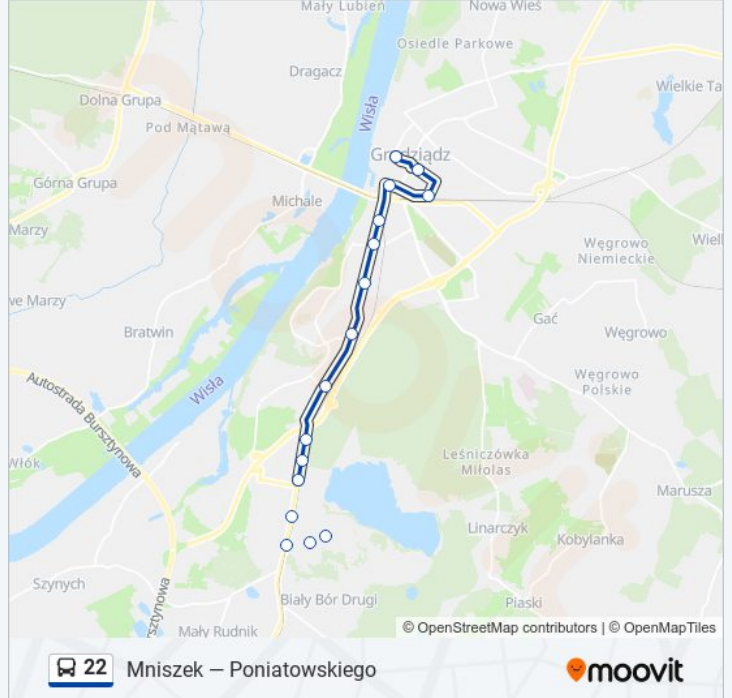 Mały Lubień
Nowa Wieś
Osiedle Parkowe
Dragacz
Wielkie Ta
Dolna Grupa
Wisła
Pod Mątawą
Grudziądz
Górna Grupa
Michale
Marzy
Węgrowo
Niemieckie
Wiell
we Marzy
Gać
Bratwin
Węgrowo
Autostrada Bursztynowa
Wisła
Węgrowo
Polskie
Włók
Leśniczówka
Miłolas
Marusza
Linarczyk
Kobylanka
Szynych
Biały Bór Drugi
Piaski
sztynowa
Mały Rudnik
© OpenStreetMap contributors | © OpenMapTiles
22 Mniszek — Poniatowskiego
moovit